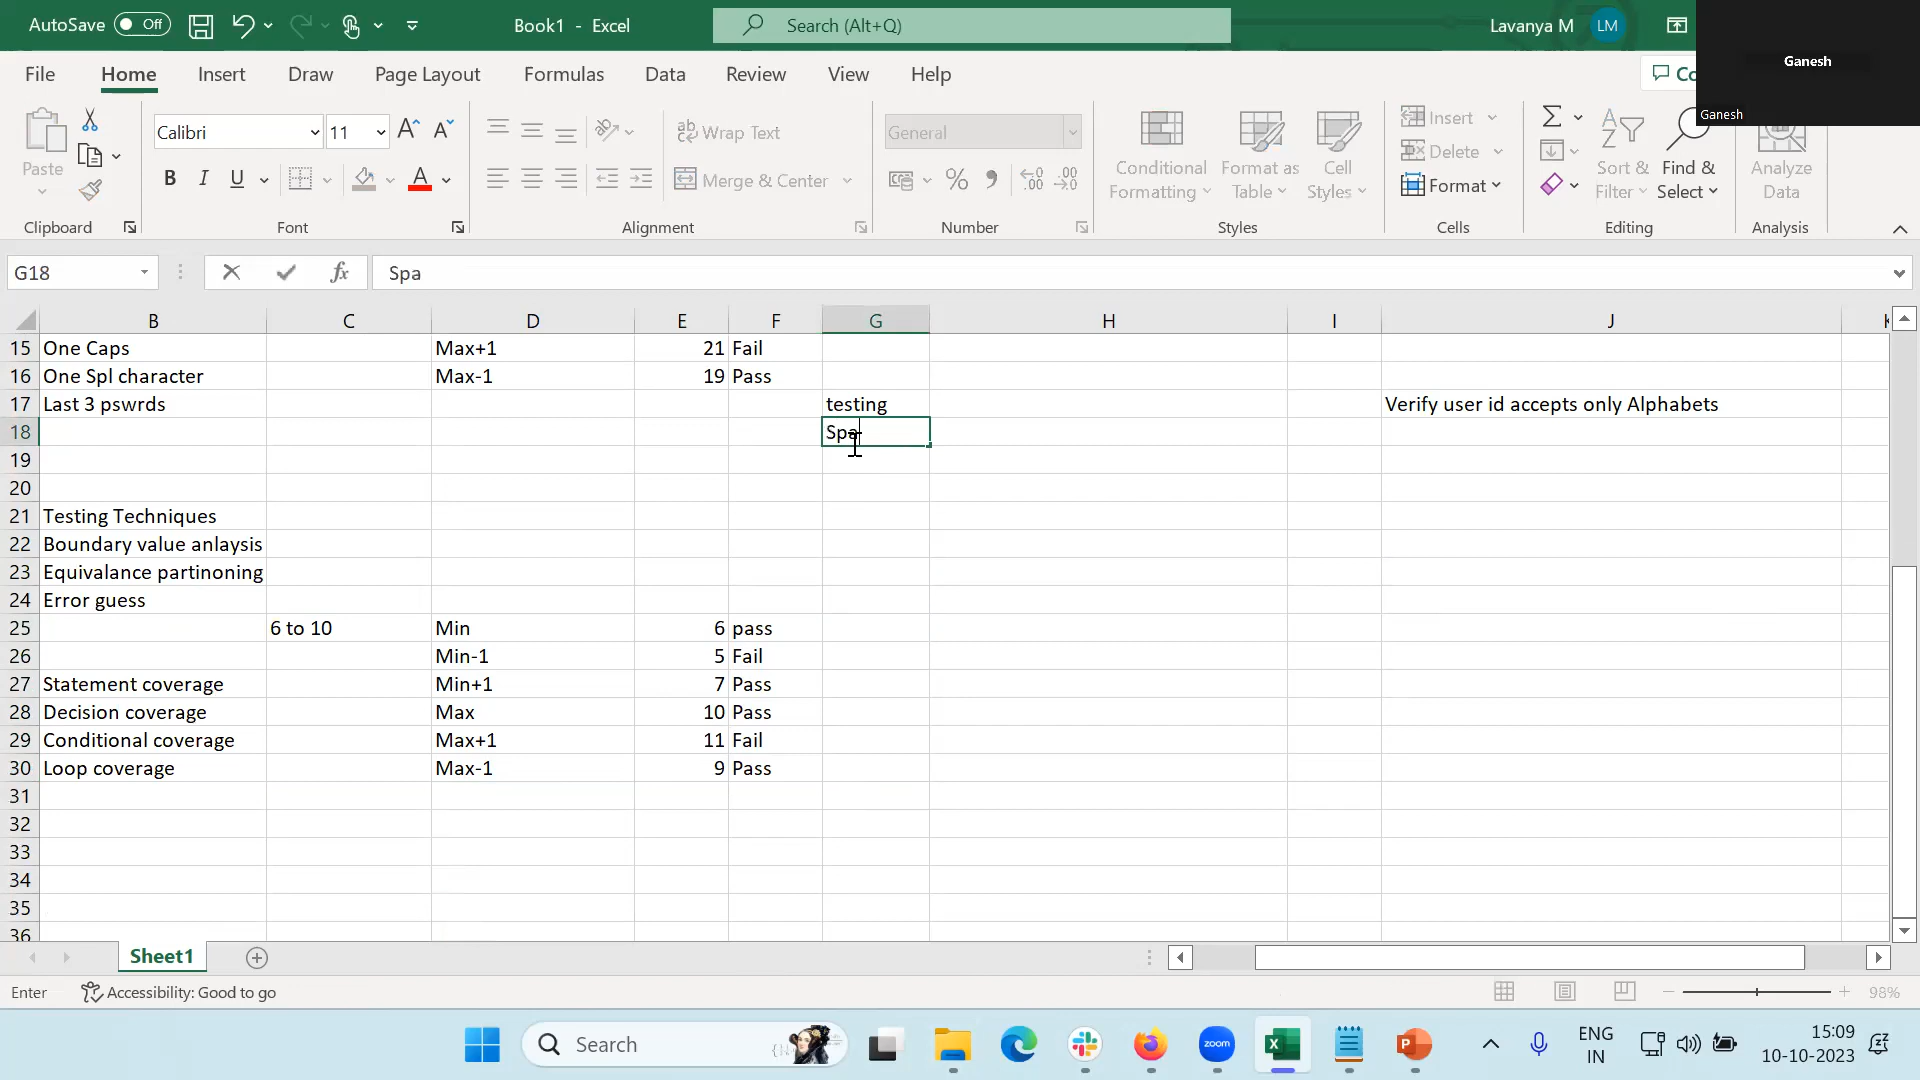 AutoSave Off Book1 - Excel Search (Alt+Q) Lavanya M LM Ganesh
File Home Insert Draw Page Layout Formulas Data Review View Help
Ganesh
Calibri 11 Wrap Text General Insert
Paste Conditional Format as Cell Delete Sort & Find & Analyze
B I U Merge & Center % Formatting Table Styles Format Filter Select Data
Clipboard Font Alignment Number Styles Cells Editing Analysis
G18 fx Spa
B C D E F G H I J
15 One Caps Max+1 21 Fail
16 One Spl character Max-1 19 Pass
17 Last 3 pswrds testing Verify user id accepts only Alphabets
18 Spa
19
20
21 Testing Techniques
22 Boundary value anlaysis
23 Equivalance partinoning
24 Error guess
25 6 to 10 Min 6 pass
26 Min-1 5 Fail
27 Statement coverage Min+1 7 Pass
28 Decision coverage Max 10 Pass
29 Conditional coverage Max+1 11 Fail
30 Loop coverage Max-1 9 Pass
31
32
33
34
35
36
Sheet1
Enter Accessibility: Good to go 98%
Search zoom ENG 15:09
IN 10-10-2023